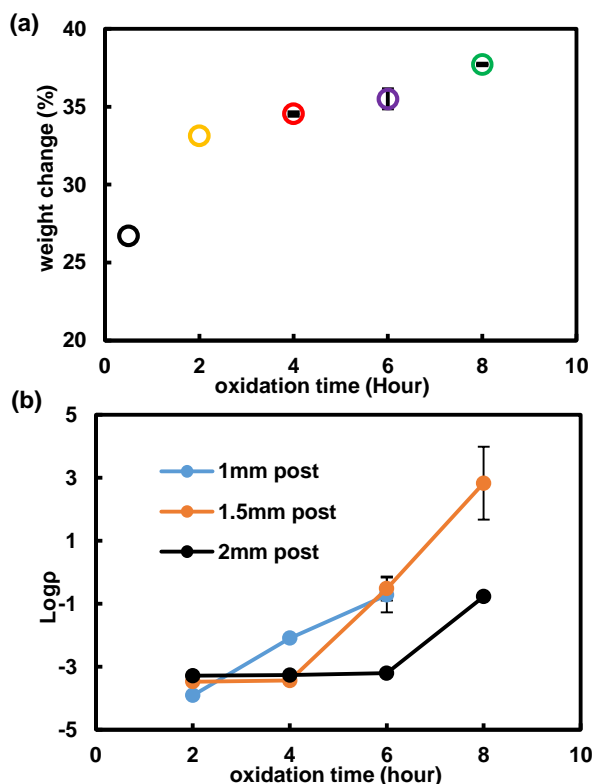 (a)
40
35
30
25
20
weight change (%)
0 2 4 6 8 10
oxidation time (Hour)
(b)
5
3
1
-1
-3
-5
Logρ
1mm post
1.5mm post
2mm post
0 2 4 6 8 10
oxidation time (hour)